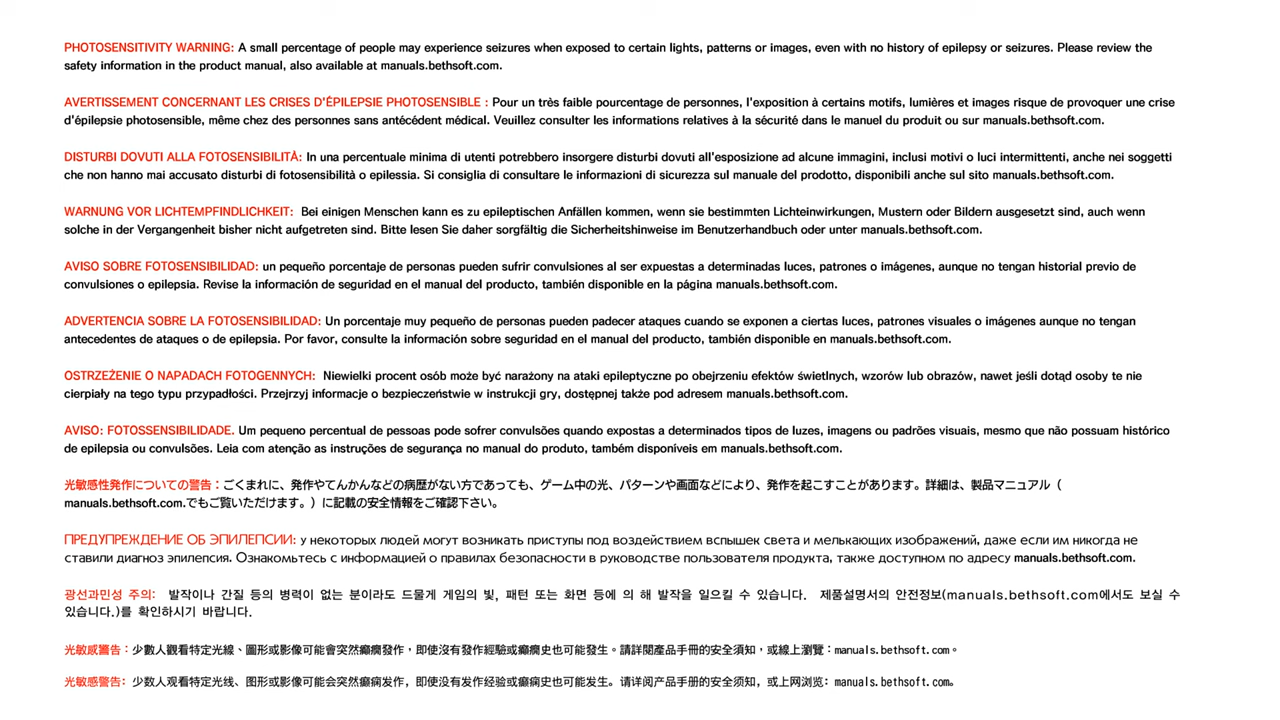 PHOTOSENSITIVITY WARNING: A small percentage of people may experience seizures when exposed to certain lights, patterns or images, even with no history of epilepsy or seizures. Please review the
safety information in the product manual, also available at manuals.bethsoft.com.
AVERTISSEMENT CONCERNANT LES CRISES D'ÉPILEPSIE PHOTOSENSIBLE : Pour un très faible pourcentage de personnes, l'exposition à certains motifs, lumières et images risque de provoquer une crise
d'épilepsie photosensible, même chez des personnes sans antécédent médical. Veuillez consulter les informations relatives à la sécurité dans le manuel du produit ou sur manuals.bethsoft.com.
DISTURBI DOVUTI ALLA FOTOSENSIBILITÀ: In una percentuale minima di utenti potrebbero insorgere disturbi dovuti all'esposizione ad alcune immagini, inclusi motivi o luci intermittenti, anche nei soggetti
che non hanno mai accusato disturbi di fotosensibilità o epilessia. Si consiglia di consultare le informazioni di sicurezza sul manuale del prodotto, disponibili anche sul sito manuals.bethsoft.com.
WARNUNG VOR LICHTEMPFINDLICHKEIT: Bei einigen Menschen kann es zu epileptischen Anfällen kommen, wenn sie bestimmten Lichteinwirkungen, Mustern oder Bildern ausgesetzt sind, auch wenn
solche in der Vergangenheit bisher nicht aufgetreten sind. Bitte lesen Sie daher sorgfältig die Sicherheitshinweise im Benutzerhandbuch oder unter manuals.bethsoft.com.
AVISO SOBRE FOTOSENSIBILIDAD: un pequeño porcentaje de personas pueden sufrir convulsiones al ser expuestas a determinadas luces, patrones o imágenes, aunque no tengan historial previo de
convulsiones o epilepsia. Revise la información de seguridad en el manual del producto, también disponible en la página manuals.bethsoft.com.
ADVERTENCIA SOBRE LA FOTOSENSIBILIDAD: Un porcentaje muy pequeño de personas pueden padecer ataques cuando se exponen a ciertas luces, patrones visuales o imágenes aunque no tengan
antecedentes de ataques o de epilepsia. Por favor, consulte la información sobre seguridad en el manual del producto, también disponible en manuals.bethsoft.com.
OSTRZEŻENIE O NAPADACH FOTOGENNYCH: Niewielki procent osób może być narażony na ataki epileptyczne po obejrzeniu efektów świetlnych, wzorów lub obrazów, nawet jeśli dotąd osoby te nie
cierpiały na tego typu przypadłości. Przejrzyj informacje o bezpieczeństwie w instrukcji gry, dostępnej także pod adresem manuals.bethsoft.com.
AVISO: FOTOSSENSIBILIDADE. Um pequeno percentual de pessoas pode sofrer convulsões quando expostas a determinados tipos de luzes, imagens ou padrões visuais, mesmo que não possuam histórico
de epilepsia ou convulsões. Leia com atenção as instruções de segurança no manual do produto, também disponíveis em manuals.bethsoft.com.
光敏感性発作についての警告：ごくまれに、発作やてんかんなどの病歴がない方であっても、ゲーム中の光、パターンや画面などにより、発作を起こすことがあります。詳細は、製品マニュアル（
manuals.bethsoft.com.でもご覧いただけます。）に記載の安全情報をご確認下さい。
ПРЕДУПРЕЖДЕНИЕ ОБ ЭПИЛЕПСИИ: у некоторых людей могут возникать приступы под воздействием вспышек света и мелькающих изображений, даже если им никогда не
ставили диагноз эпилепсия. Ознакомьтесь с информацией о правилах безопасности в руководстве пользователя продукта, также доступном по адресу manuals.bethsoft.com.
광선과민성 주의: 발작이나 간질 등의 병력이 없는 분이라도 드물게 게임의 빛, 패턴 또는 화면 등에 의 해 발작을 일으킬 수 있습니다. 제품설명서의 안전정보(manuals.bethsoft.com에서도 보실 수
있습니다.)를 확인하시기 바랍니다.
光敏感警告：少數人觀看特定光線、圖形或影像可能會突然癲癇發作，即使沒有發作經驗或癲癇史也可能發生。請詳閱產品手冊的安全須知，或線上瀏覽：manuals.bethsoft.com。
光敏感警告：少数人观看特定光线、图形或影像可能会突然癫痫发作，即使没有发作经验或癫痫史也可能发生。请详阅产品手册的安全须知，或上网浏览：manuals.bethsoft.com。